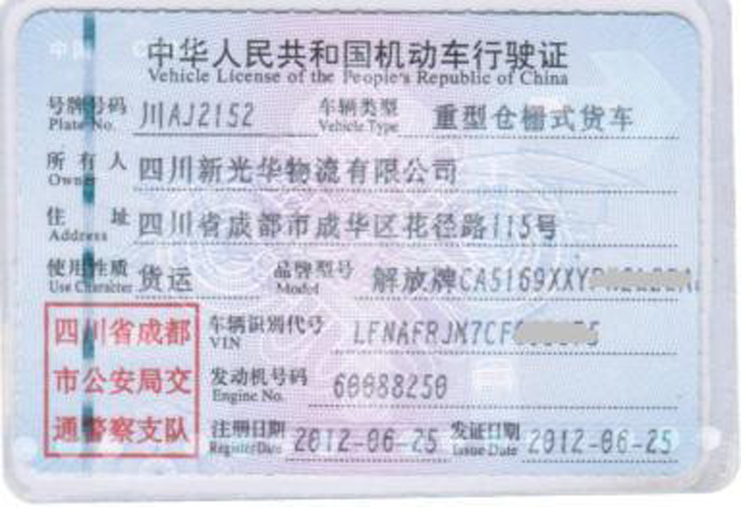 中华人民共和国机动车行驶证
Vehicle License of the People's Republic of China
号牌号码 川AJ2152 车辆类型 重型仓栅式货车
Plate No. Vehicle Type
所有人 四川新光华物流有限公司
Owner
住址 四川省成都市成华区花径路115号
Address
使用性质 货运 品牌型号 解放牌CA5169XXY
Use Character Model
四川省成都 车辆识别代号 LFNAFRJM7CF
VIN
市公安局交 发动机号码 60088250
Engine No.
通警察支队 注册日期 2012-06-25 发证日期 2012-06-25
Register Date Issue Date